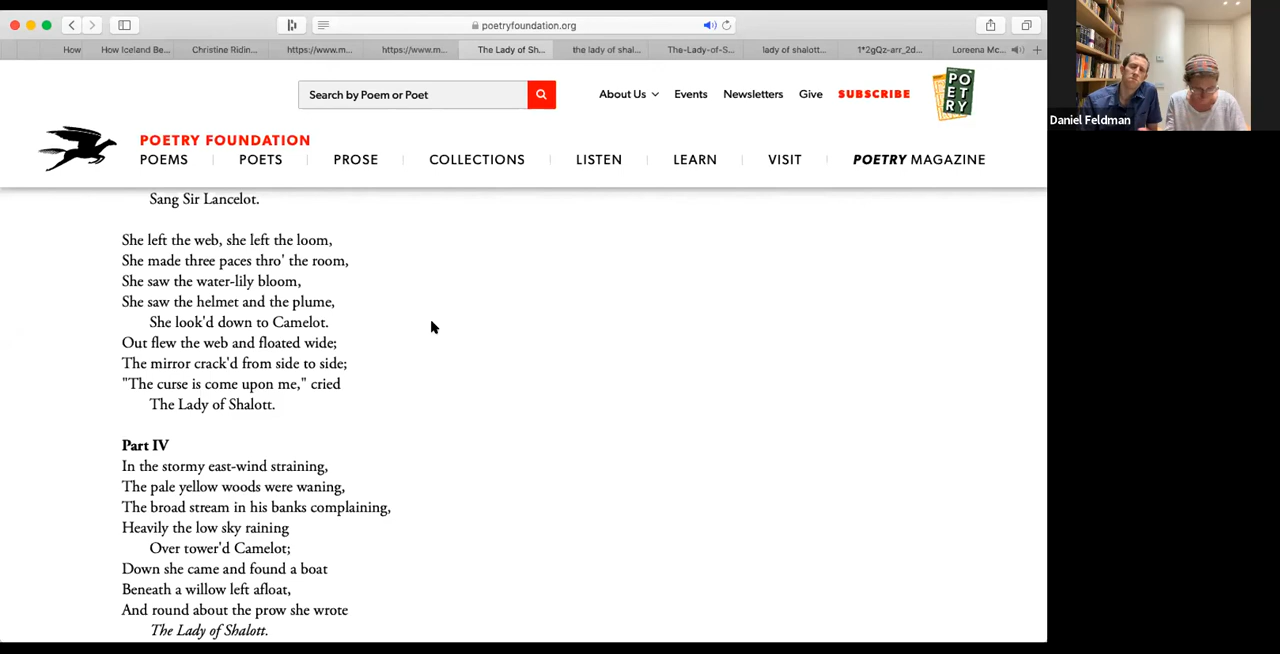 poetryfoundation.org
How
How Iceland Be...
Christine Ridin...
https://www.m...
https://www.m...
The Lady of Sh...
the lady of shal...
The-Lady-of-S...
lady of shalott...
1*2gQz-arr_2d...
Loreena Mc...
Search by Poem or Poet
About Us
Events
Newsletters
Give
SUBSCRIBE
POETRY
POETRY FOUNDATION
POEMS
POETS
PROSE
COLLECTIONS
LISTEN
LEARN
VISIT
POETRY MAGAZINE
Daniel Feldman
Sang Sir Lancelot.
She left the web, she left the loom,
She made three paces thro' the room,
She saw the water-lily bloom,
She saw the helmet and the plume,
She look'd down to Camelot.
Out flew the web and floated wide;
The mirror crack'd from side to side;
"The curse is come upon me," cried
The Lady of Shalott.
Part IV
In the stormy east-wind straining,
The pale yellow woods were waning,
The broad stream in his banks complaining,
Heavily the low sky raining
Over tower'd Camelot;
Down she came and found a boat
Beneath a willow left afloat,
And round about the prow she wrote
The Lady of Shalott.